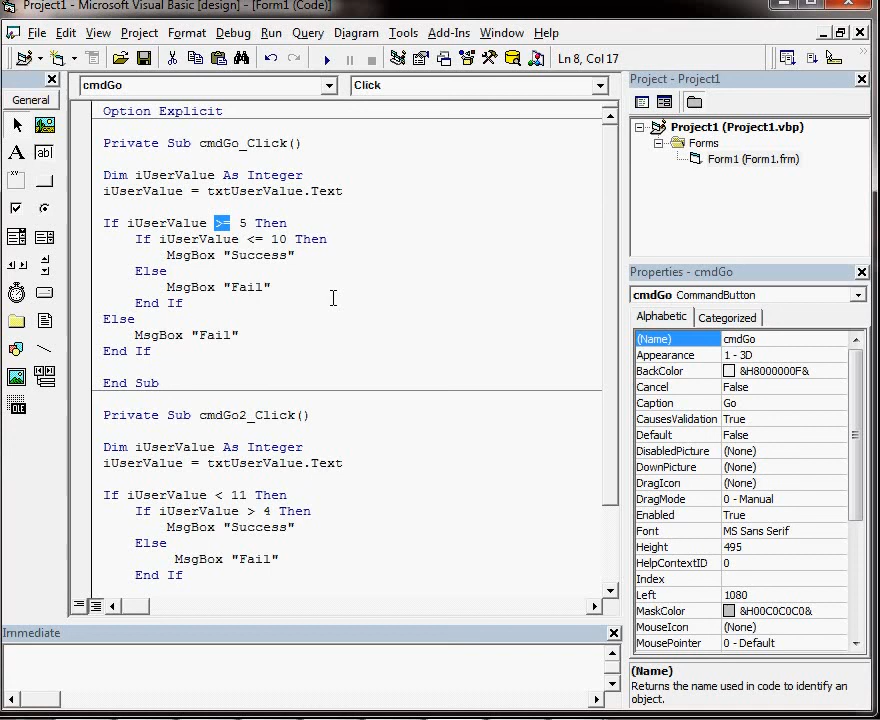 Project1 - Microsoft Visual Basic [design] - [Form1 (Code)]
File Edit View Project Format Debug Run Query Diagram Tools Add-Ins Window Help
Ln 8, Col 17
General
cmdGo Click
Option Explicit
Private Sub cmdGo_Click()
Dim iUserValue As Integer
iUserValue = txtUserValue.Text
If iUserValue >= 5 Then
If iUserValue <= 10 Then
MsgBox "Success"
Else
MsgBox "Fail"
End If
Else
MsgBox "Fail"
End If
End Sub
Private Sub cmdGo2_Click()
Dim iUserValue As Integer
iUserValue = txtUserValue.Text
If iUserValue < 11 Then
If iUserValue > 4 Then
MsgBox "Success"
Else
MsgBox "Fail"
End If
Immediate
Project - Project1
Project1 (Project1.vbp)
Forms
Form1 (Form1.frm)
Properties - cmdGo
cmdGo CommandButton
Alphabetic Categorized
(Name) cmdGo
Appearance 1 - 3D
BackColor &H8000000F&
Cancel False
Caption Go
CausesValidation True
Default False
DisabledPicture (None)
DownPicture (None)
DragIcon (None)
DragMode 0 - Manual
Enabled True
Font MS Sans Serif
Height 495
HelpContextID 0
Index
Left 1080
MaskColor &H00C0C0C0&
MouseIcon (None)
MousePointer 0 - Default
(Name)
Returns the name used in code to identify an
object.
A
ab|
xy
OLE